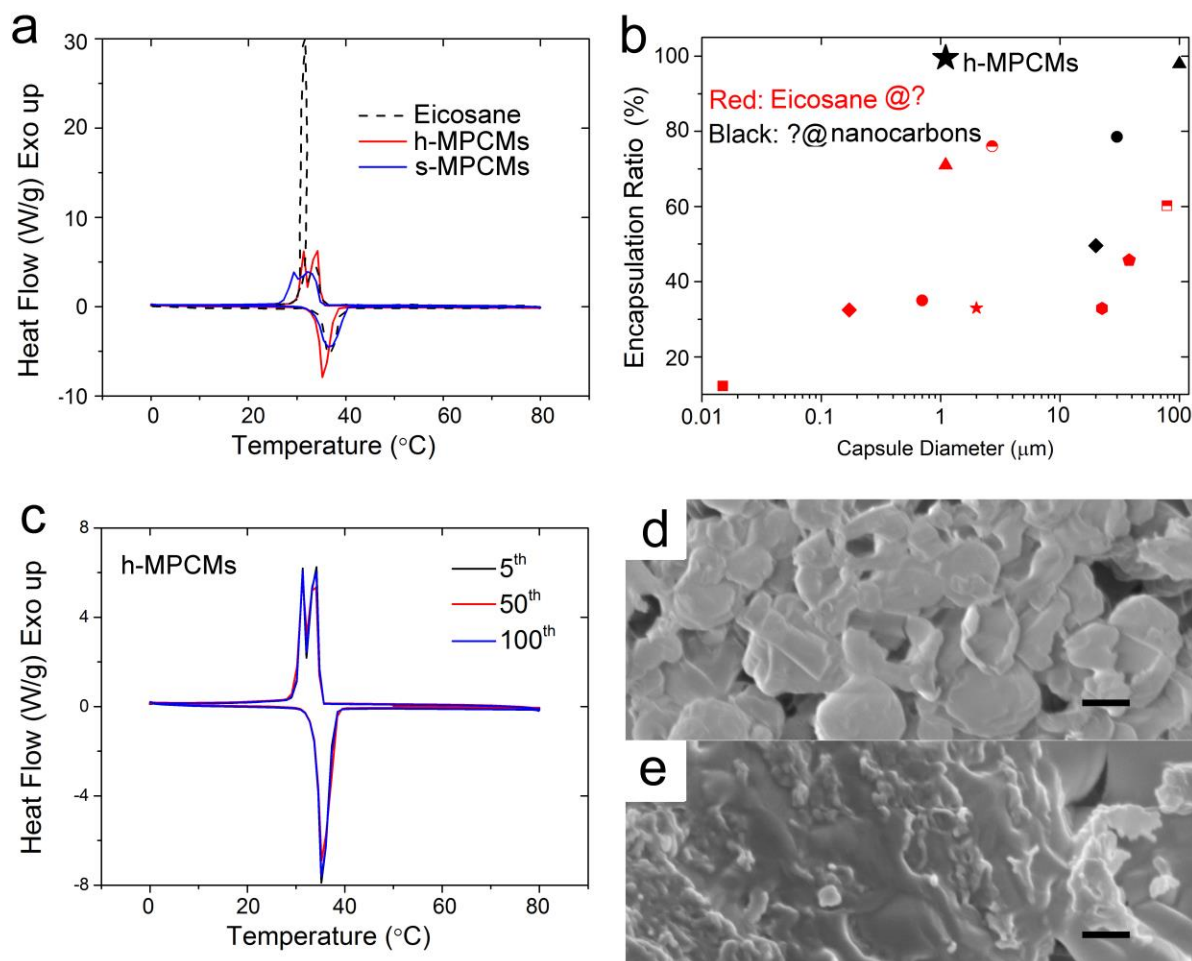 a
30
20
10
0
-10
Heat Flow (W/g) Exo up
Eicosane
h-MPCMs
s-MPCMs
0 20 40 60 80
Temperature (°C)
b
100
80
60
40
20
Encapsulation Ratio (%)
h-MPCMs
Red: Eicosane @?
Black: ?@nanocarbons
0.01 0.1 1 10 100
Capsule Diameter (μm)
c
8
4
0
-4
-8
Heat Flow (W/g) Exo up
h-MPCMs
5th
50th
100th
0 20 40 60 80
Temperature (°C)
d
e